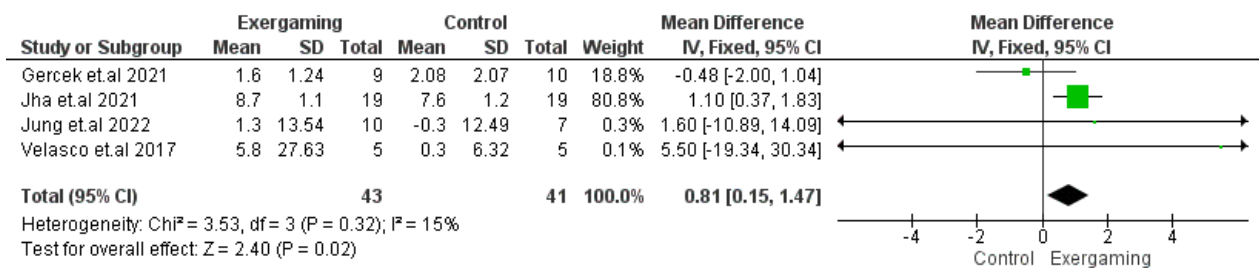 Exergaming Control Mean Difference Mean Difference
Study or Subgroup Mean SD Total Mean SD Total Weight IV, Fixed, 95% CI IV, Fixed, 95% CI
Gercek et.al 2021 1.6 1.24 9 2.08 2.07 10 18.8% -0.48 [-2.00, 1.04]
Jha et.al 2021 8.7 1.1 19 7.6 1.2 19 80.8% 1.10 [0.37, 1.83]
Jung et.al 2022 1.3 13.54 10 -0.3 12.49 7 0.3% 1.60 [-10.89, 14.09]
Velasco et.al 2017 5.8 27.63 5 0.3 6.32 5 0.1% 5.50 [-19.34, 30.34]
Total (95% CI) 43 41 100.0% 0.81 [0.15, 1.47]
Heterogeneity: Chi² = 3.53, df = 3 (P = 0.32); I² = 15%
Test for overall effect: Z = 2.40 (P = 0.02)
-4 -2 0 2 4
Control Exergaming